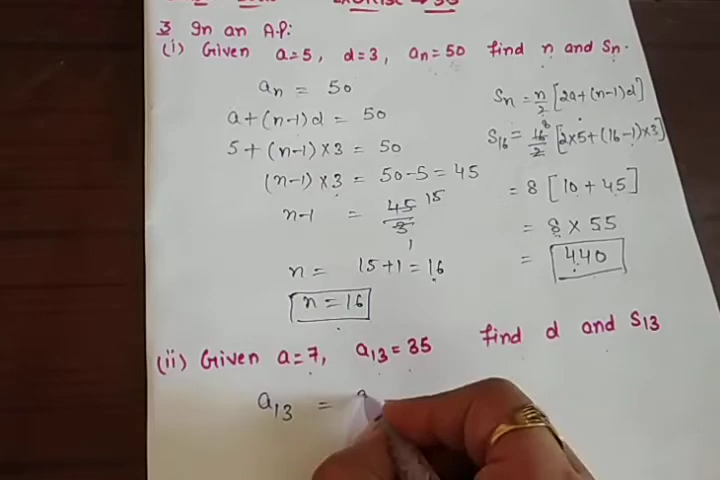 3 In an A.P:
(i) Given a=5, d=3, an=50 find n and Sn.
an = 50
a+(n-1)d = 50
5+(n-1)×3 = 50
(n-1)×3 = 50-5 = 45
n-1 = 45/3 15 1
n = 15+1 = 16
n = 16
Sn = n/2 [2a+(n-1)d]
S16 = 16/2 8 [2×5+(16-1)×3]
= 8 [10 + 45]
= 8 × 55
= 440
(ii) Given a=7, a13=35 find d and S13
a13 =